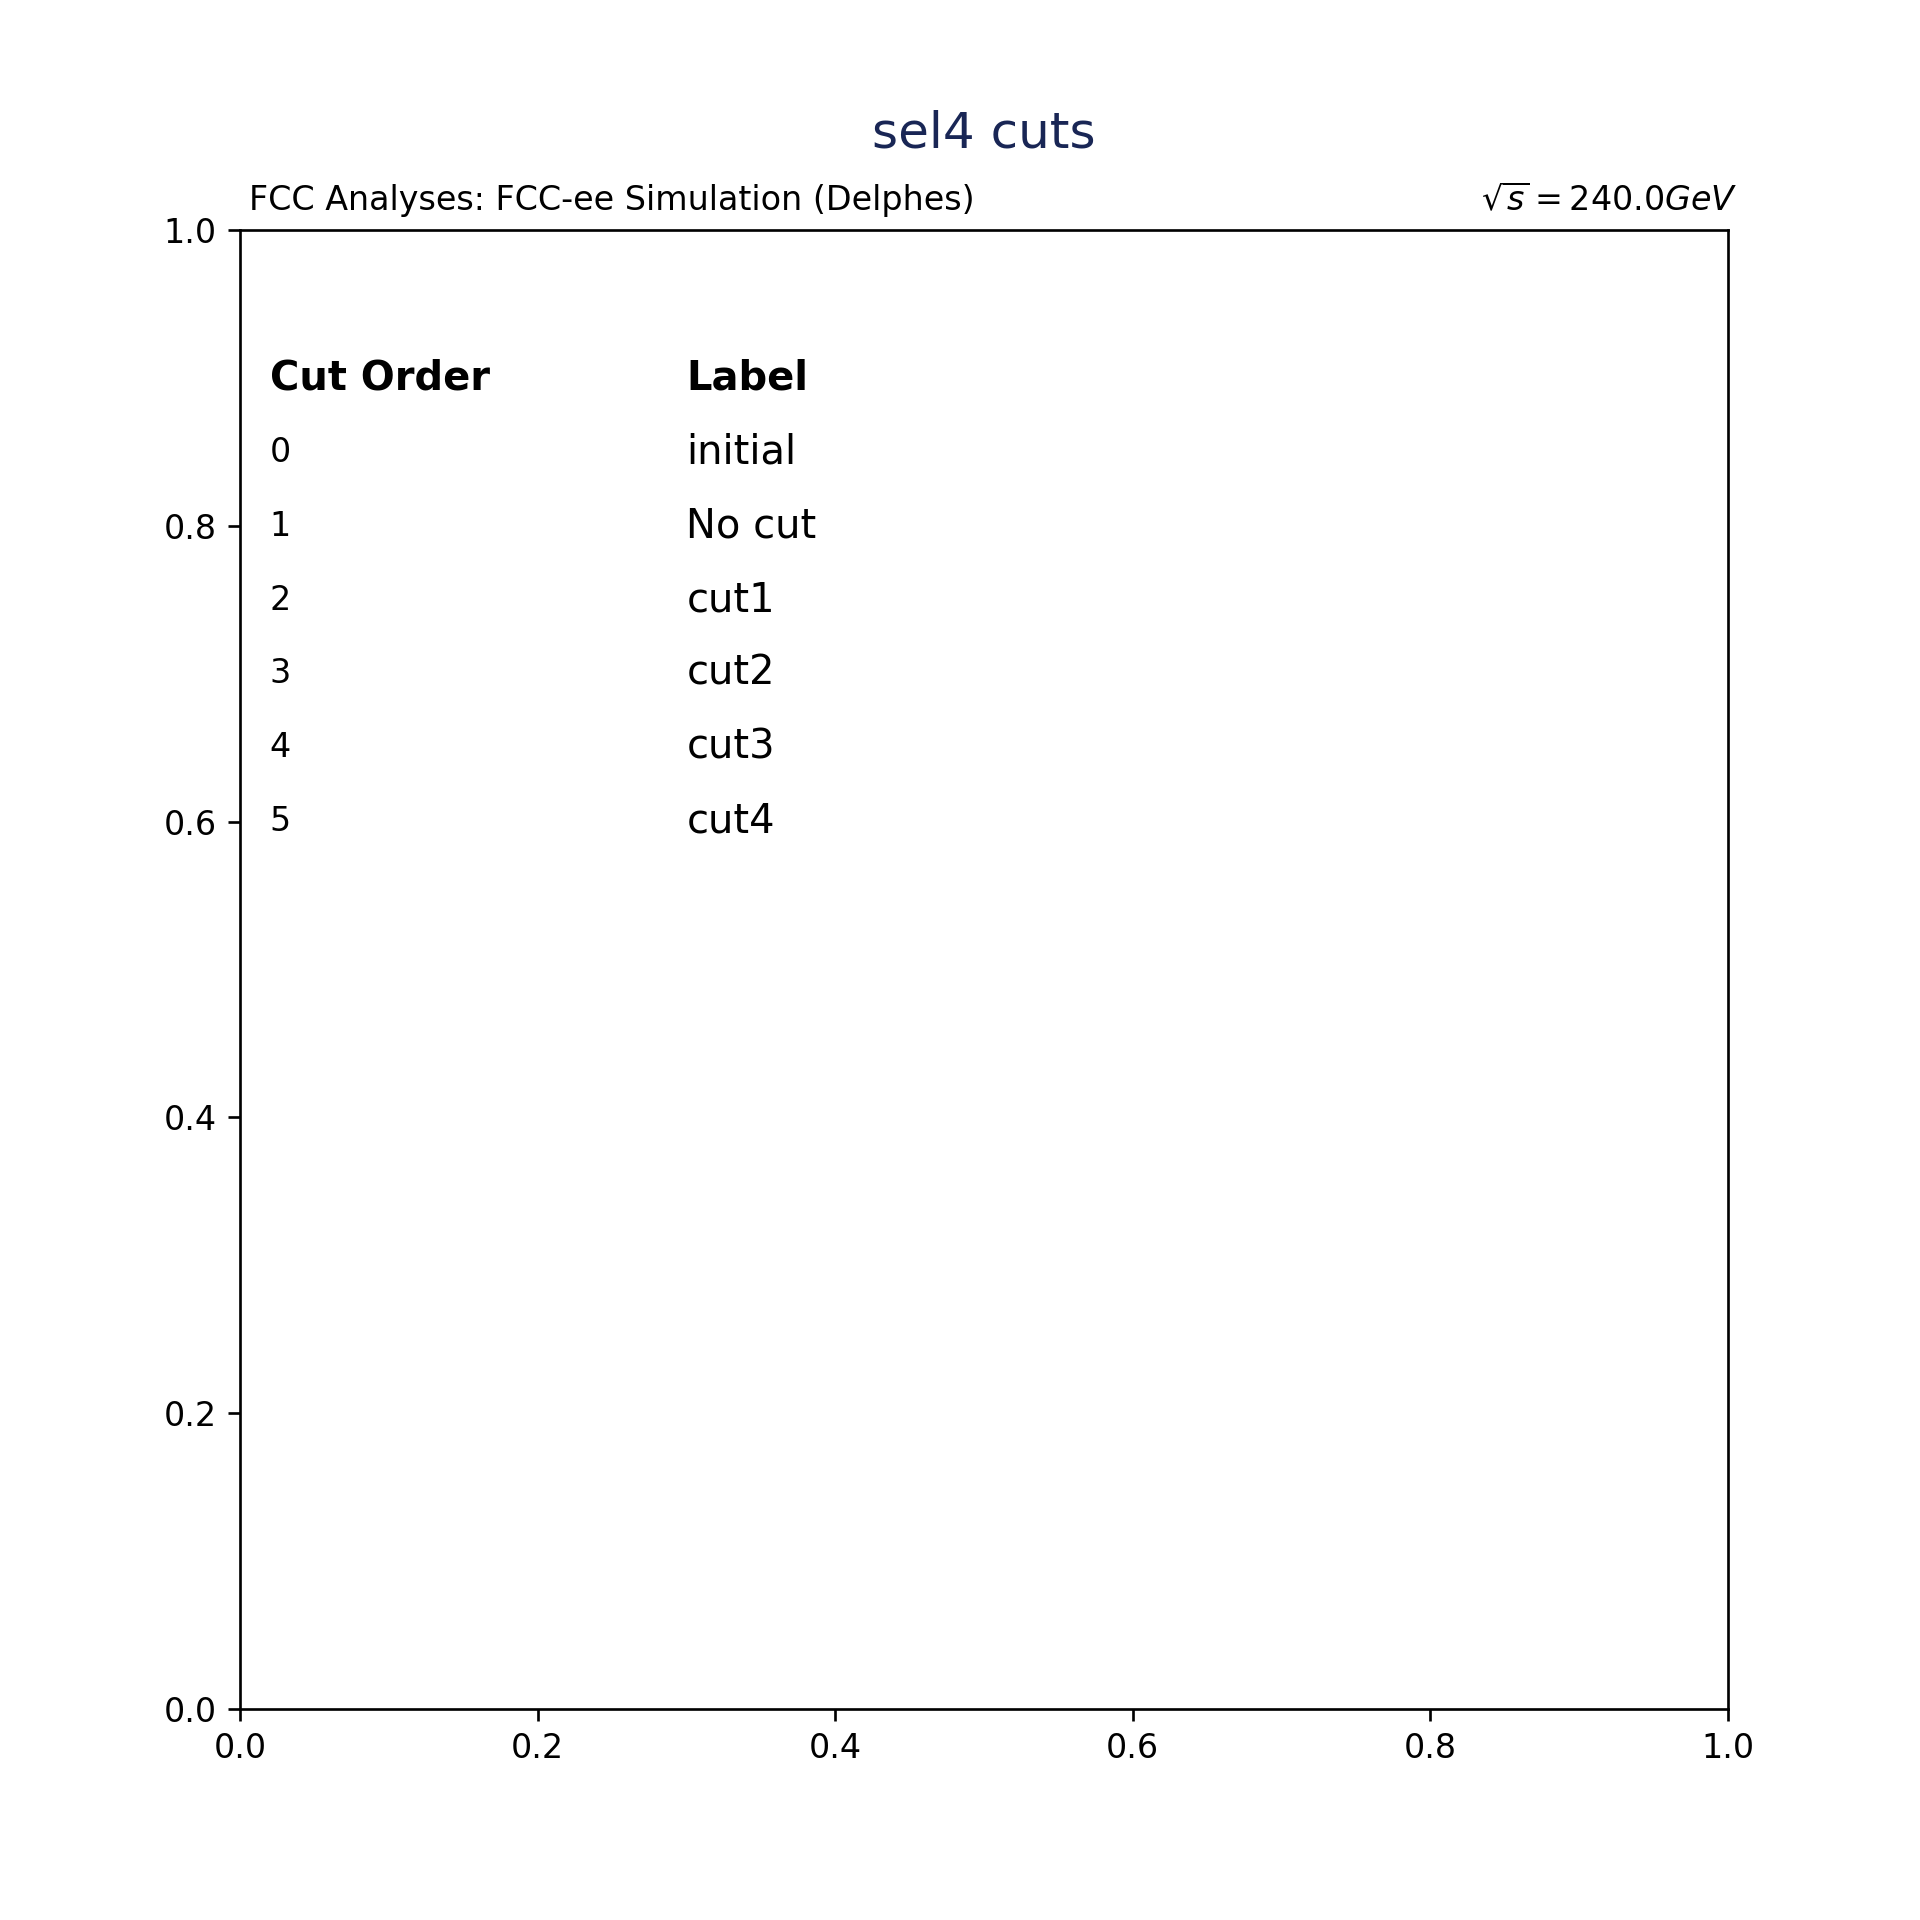 sel4 cuts
FCC Analyses: FCC-ee Simulation (Delphes) √s = 240.0GeV
1.0
Cut Order Label
0 initial
0.8 1 No cut
2 cut1
3 cut2
4 cut3
0.6 5 cut4
0.4
0.2
0.0
0.0 0.2 0.4 0.6 0.8 1.0